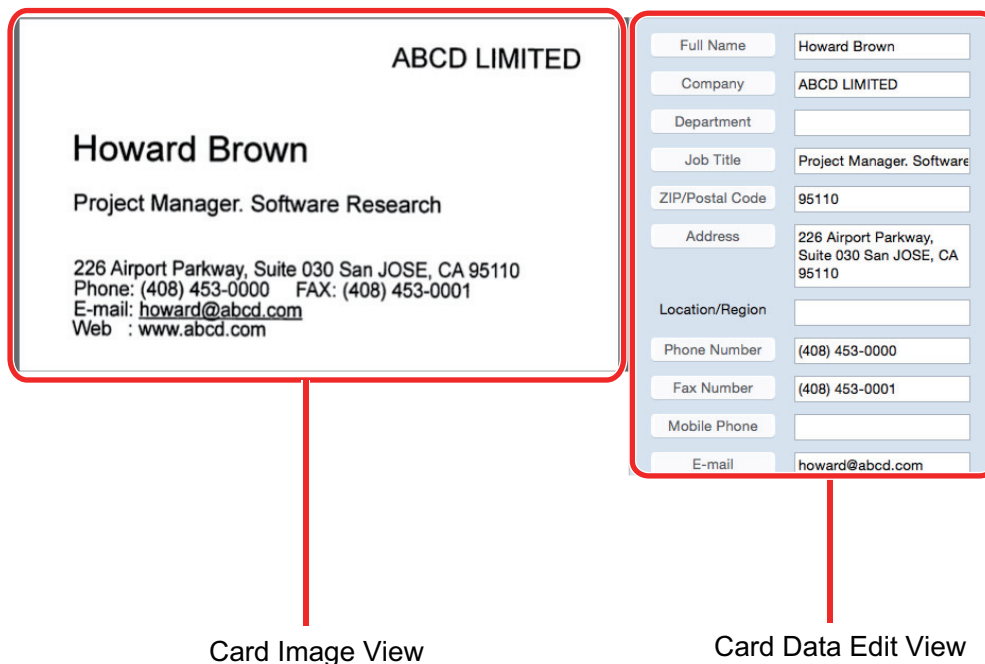 ABCD LIMITED
Howard Brown
Project Manager. Software Research
226 Airport Parkway, Suite 030 San JOSE, CA 95110
Phone: (408) 453-0000 FAX: (408) 453-0001
E-mail: howard@abcd.com
Web : www.abcd.com
Full Name Howard Brown
Company ABCD LIMITED
Department
Job Title Project Manager. Software
ZIP/Postal Code 95110
Address 226 Airport Parkway,
Suite 030 San JOSE, CA
95110
Location/Region
Phone Number (408) 453-0000
Fax Number (408) 453-0001
Mobile Phone
E-mail howard@abcd.com
Card Image View
Card Data Edit View